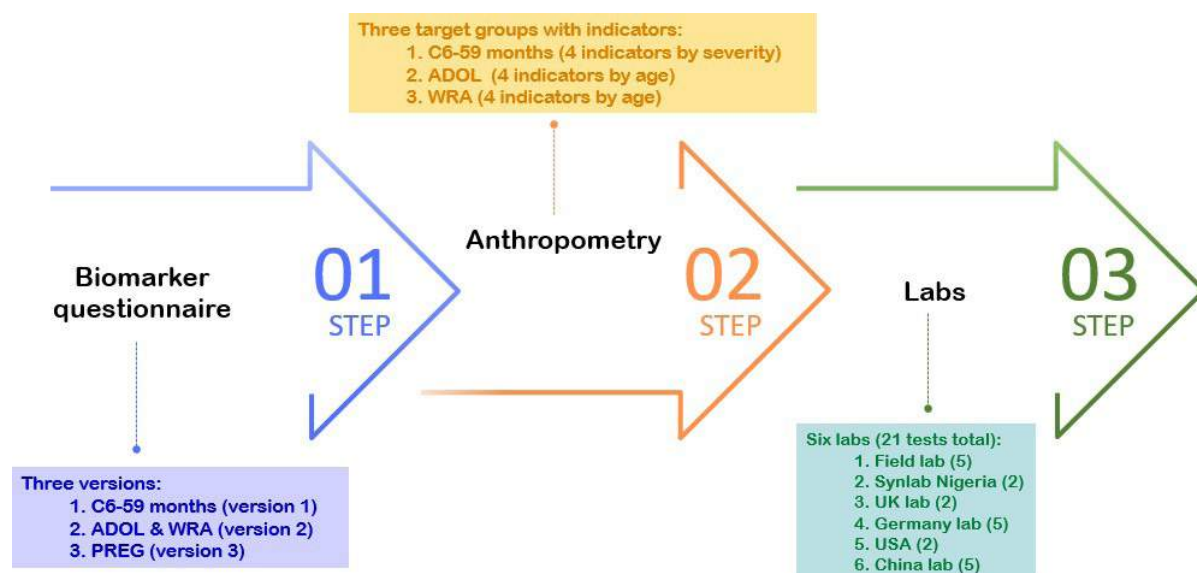 Three target groups with indicators:
1. C6-59 months (4 indicators by severity)
2. ADOL (4 indicators by age)
3. WRA (4 indicators by age)
Biomarker
questionnaire
01
STEP
Anthropometry
02
STEP
Labs
03
STEP
Three versions:
1. C6-59 months (version 1)
2. ADOL & WRA (version 2)
3. PREG (version 3)
Six labs (21 tests total):
1. Field lab (5)
2. Synlab Nigeria (2)
3. UK lab (2)
4. Germany lab (5)
5. USA (2)
6. China lab (5)